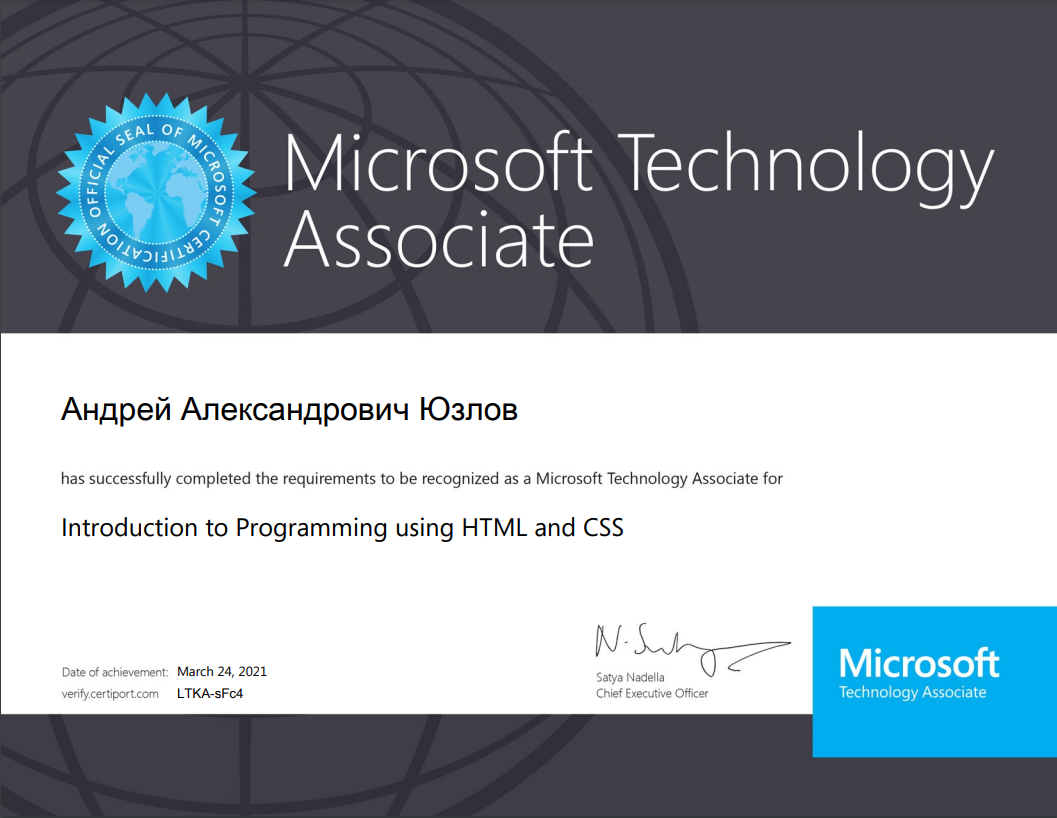 OFFICIAL SEAL OF MICROSOFT CERTIFICATION
Microsoft Technology
Associate
Андрей Александрович Юзлов
has successfully completed the requirements to be recognized as a Microsoft Technology Associate for
Introduction to Programming using HTML and CSS
Date of achievement: March 24, 2021
verify.certiport.com LTKA-sFc4
N. Satya
Satya Nadella
Chief Executive Officer
Microsoft
Technology Associate